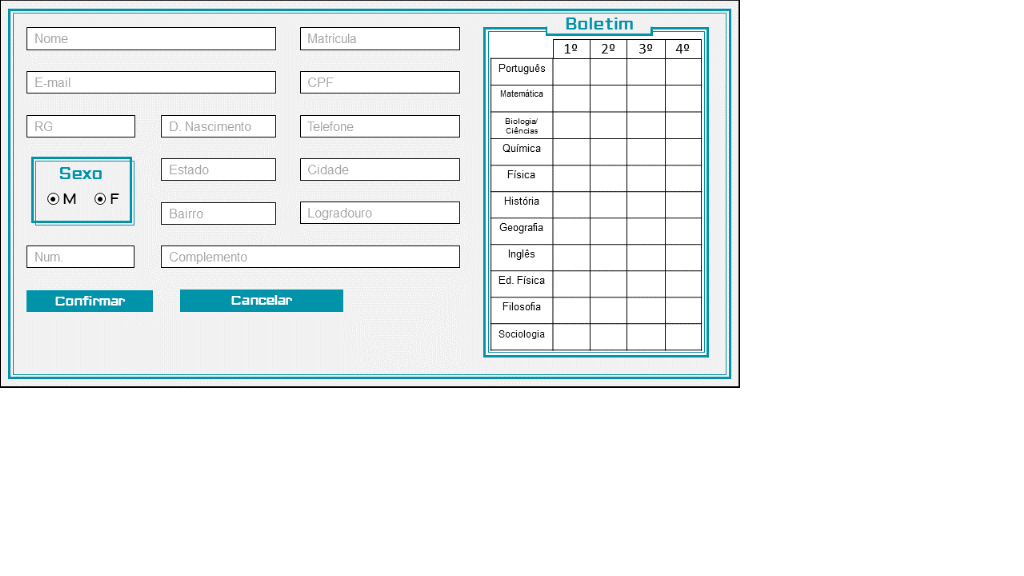 Nome
Matrícula
E-mail
CPF
RG
D. Nascimento
Telefone
Sexo
M F
Estado
Cidade
Bairro
Logradouro
Num.
Complemento
Confirmar
Cancelar
Boletim
1º 2º 3º 4º
Português
Matemática
Biologia/
Ciências
Química
Física
História
Geografia
Inglês
Ed. Física
Filosofia
Sociologia